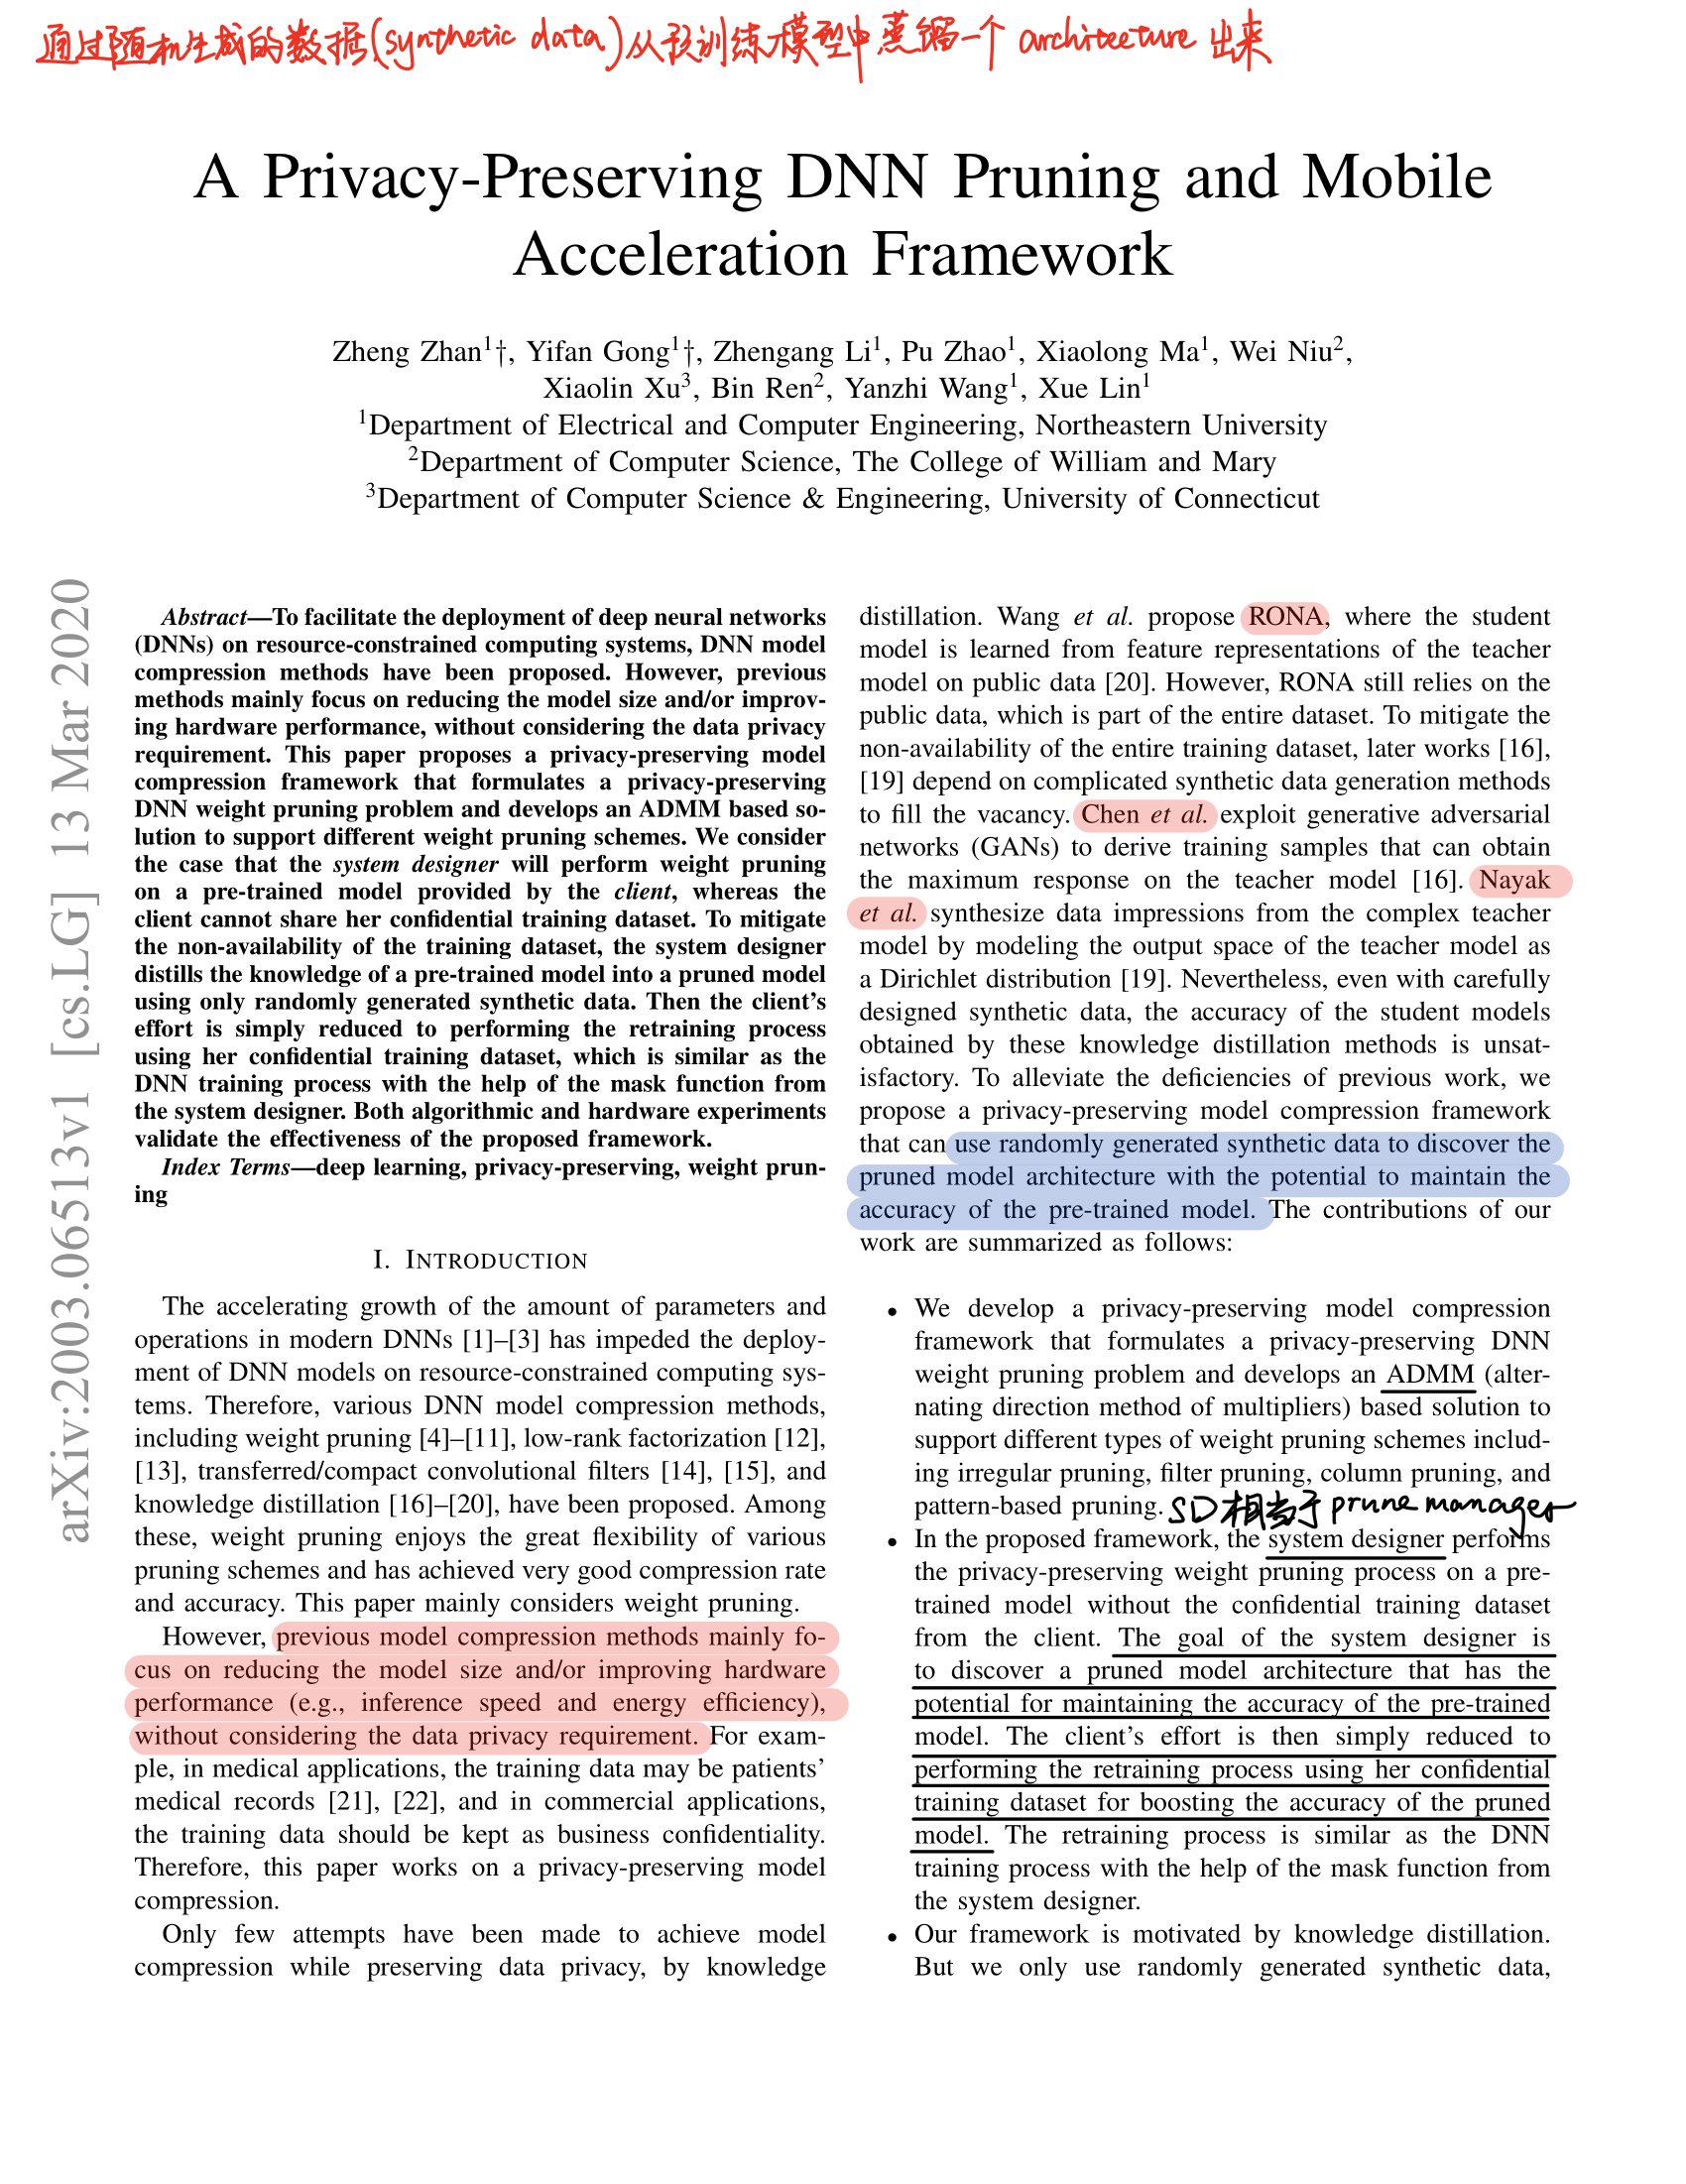 通过随机生成的数据(synthetic data)从预训练模型中蒸馏一个 architecture 出来
A Privacy-Preserving DNN Pruning and Mobile
Acceleration Framework
Zheng Zhan1†, Yifan Gong1†, Zhengang Li1, Pu Zhao1, Xiaolong Ma1, Wei Niu2,
Xiaolin Xu3, Bin Ren2, Yanzhi Wang1, Xue Lin1
1Department of Electrical and Computer Engineering, Northeastern University
2Department of Computer Science, The College of William and Mary
3Department of Computer Science & Engineering, University of Connecticut
arXiv:2003.06513v1 [cs.LG] 13 Mar 2020
Abstract—To facilitate the deployment of deep neural networks
(DNNs) on resource-constrained computing systems, DNN model
compression methods have been proposed. However, previous
methods mainly focus on reducing the model size and/or improv-
ing hardware performance, without considering the data privacy
requirement. This paper proposes a privacy-preserving model
compression framework that formulates a privacy-preserving
DNN weight pruning problem and develops an ADMM based so-
lution to support different weight pruning schemes. We consider
the case that the system designer will perform weight pruning
on a pre-trained model provided by the client, whereas the
client cannot share her confidential training dataset. To mitigate
the non-availability of the training dataset, the system designer
distills the knowledge of a pre-trained model into a pruned model
using only randomly generated synthetic data. Then the client's
effort is simply reduced to performing the retraining process
using her confidential training dataset, which is similar as the
DNN training process with the help of the mask function from
the system designer. Both algorithmic and hardware experiments
validate the effectiveness of the proposed framework.
Index Terms—deep learning, privacy-preserving, weight prun-
ing
I. INTRODUCTION
The accelerating growth of the amount of parameters and
operations in modern DNNs [1]–[3] has impeded the deploy-
ment of DNN models on resource-constrained computing sys-
tems. Therefore, various DNN model compression methods,
including weight pruning [4]–[11], low-rank factorization [12],
[13], transferred/compact convolutional filters [14], [15], and
knowledge distillation [16]–[20], have been proposed. Among
these, weight pruning enjoys the great flexibility of various
pruning schemes and has achieved very good compression rate
and accuracy. This paper mainly considers weight pruning.
However, previous model compression methods mainly fo-
cus on reducing the model size and/or improving hardware
performance (e.g., inference speed and energy efficiency),
without considering the data privacy requirement. For exam-
ple, in medical applications, the training data may be patients'
medical records [21], [22], and in commercial applications,
the training data should be kept as business confidentiality.
Therefore, this paper works on a privacy-preserving model
compression.
Only few attempts have been made to achieve model
compression while preserving data privacy, by knowledge
distillation. Wang et al. propose RONA, where the student
model is learned from feature representations of the teacher
model on public data [20]. However, RONA still relies on the
public data, which is part of the entire dataset. To mitigate the
non-availability of the entire training dataset, later works [16],
[19] depend on complicated synthetic data generation methods
to fill the vacancy. Chen et al. exploit generative adversarial
networks (GANs) to derive training samples that can obtain
the maximum response on the teacher model [16]. Nayak
et al. synthesize data impressions from the complex teacher
model by modeling the output space of the teacher model as
a Dirichlet distribution [19]. Nevertheless, even with carefully
designed synthetic data, the accuracy of the student models
obtained by these knowledge distillation methods is unsat-
isfactory. To alleviate the deficiencies of previous work, we
propose a privacy-preserving model compression framework
that can use randomly generated synthetic data to discover the
pruned model architecture with the potential to maintain the
accuracy of the pre-trained model. The contributions of our
work are summarized as follows:
• We develop a privacy-preserving model compression
framework that formulates a privacy-preserving DNN
weight pruning problem and develops an ADMM (alter-
nating direction method of multipliers) based solution to
support different types of weight pruning schemes includ-
ing irregular pruning, filter pruning, column pruning, and
pattern-based pruning. SD相当于prune manager
• In the proposed framework, the system designer performs
the privacy-preserving weight pruning process on a pre-
trained model without the confidential training dataset
from the client. The goal of the system designer is
to discover a pruned model architecture that has the
potential for maintaining the accuracy of the pre-trained
model. The client's effort is then simply reduced to
performing the retraining process using her confidential
training dataset for boosting the accuracy of the pruned
model. The retraining process is similar as the DNN
training process with the help of the mask function from
the system designer.
• Our framework is motivated by knowledge distillation.
But we only use randomly generated synthetic data,